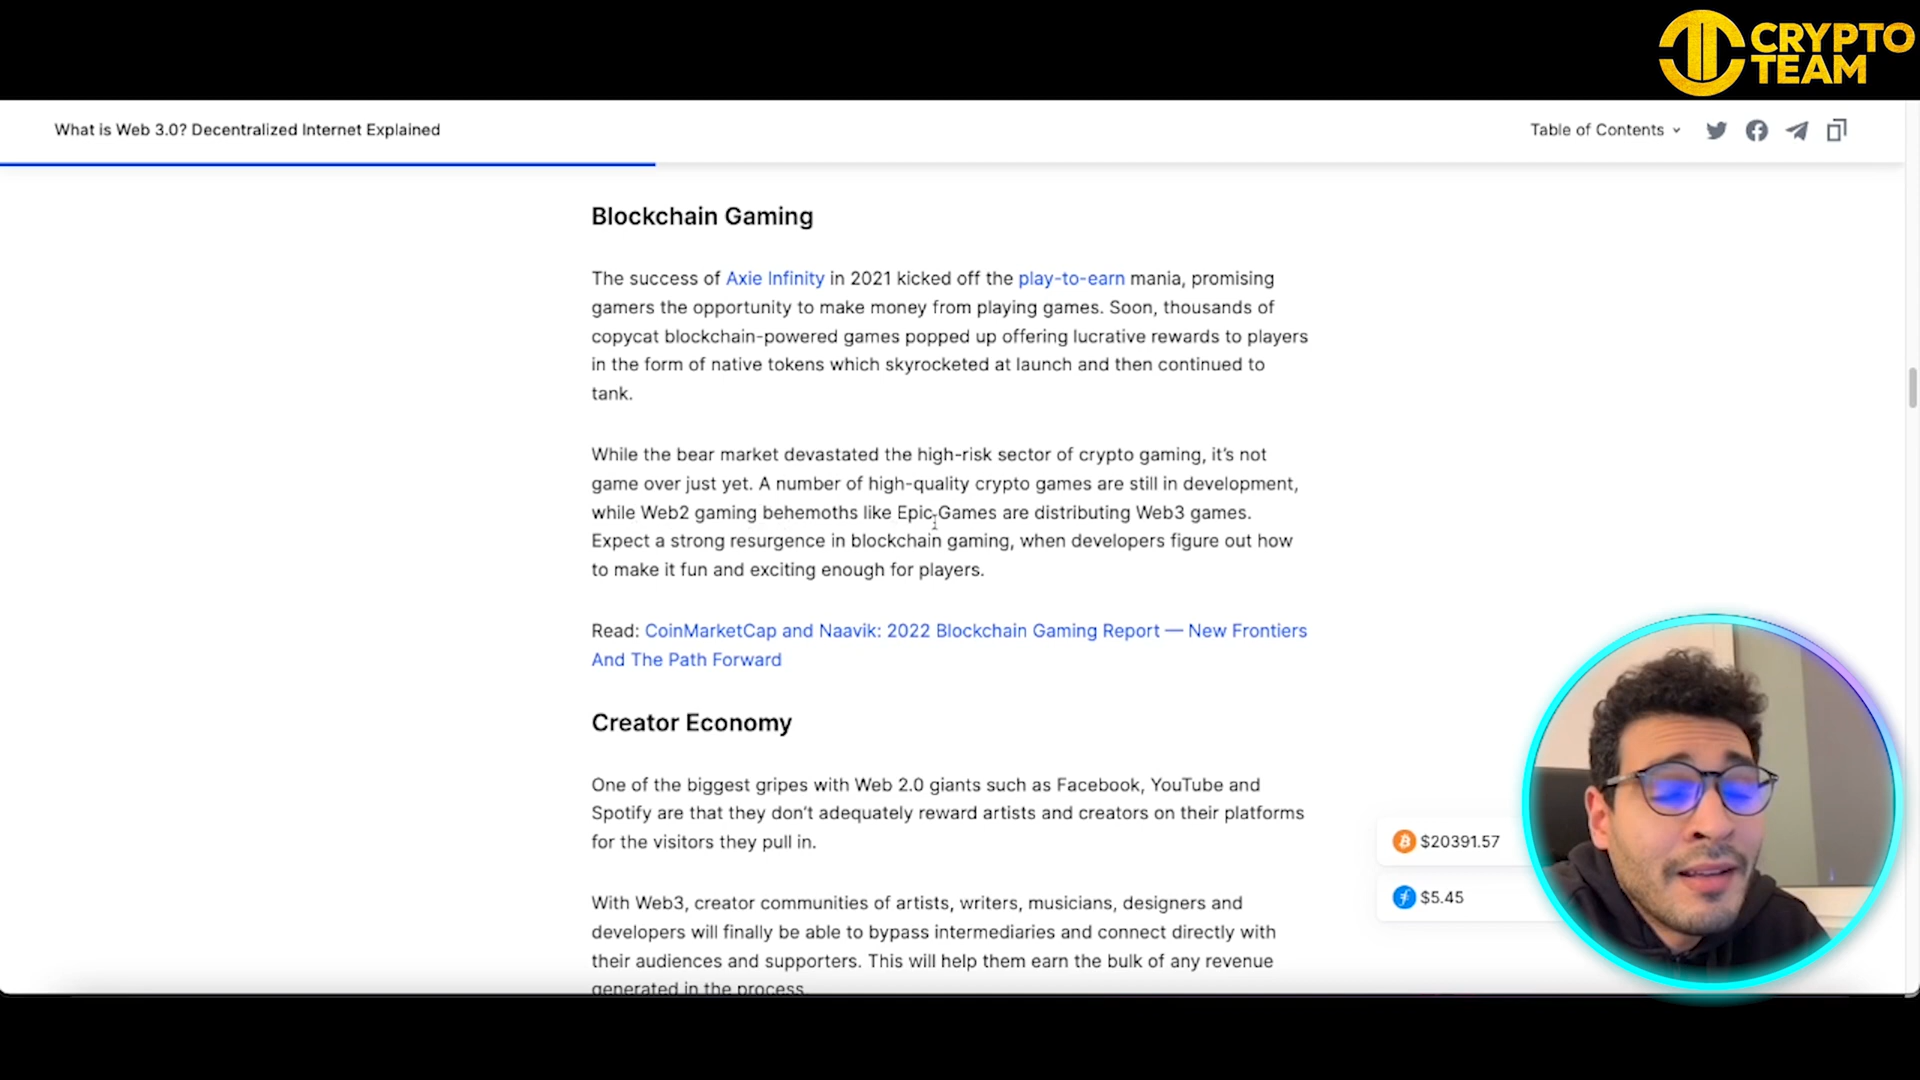 CRYPTO
TEAM
What is Web 3.0? Decentralized Internet Explained
Table of Contents
Blockchain Gaming
The success of Axie Infinity in 2021 kicked off the play-to-earn mania, promising
gamers the opportunity to make money from playing games. Soon, thousands of
copycat blockchain-powered games popped up offering lucrative rewards to players
in the form of native tokens which skyrocketed at launch and then continued to
tank.
While the bear market devastated the high-risk sector of crypto gaming, it's not
game over just yet. A number of high-quality crypto games are still in development,
while Web2 gaming behemoths like Epic Games are distributing Web3 games.
Expect a strong resurgence in blockchain gaming, when developers figure out how
to make it fun and exciting enough for players.
Read: CoinMarketCap and Naavik: 2022 Blockchain Gaming Report — New Frontiers
And The Path Forward
Creator Economy
One of the biggest gripes with Web 2.0 giants such as Facebook, YouTube and
Spotify are that they don't adequately reward artists and creators on their platforms
for the visitors they pull in.
$20391.57
$5.45
With Web3, creator communities of artists, writers, musicians, designers and
developers will finally be able to bypass intermediaries and connect directly with
their audiences and supporters. This will help them earn the bulk of any revenue
generated in the process.